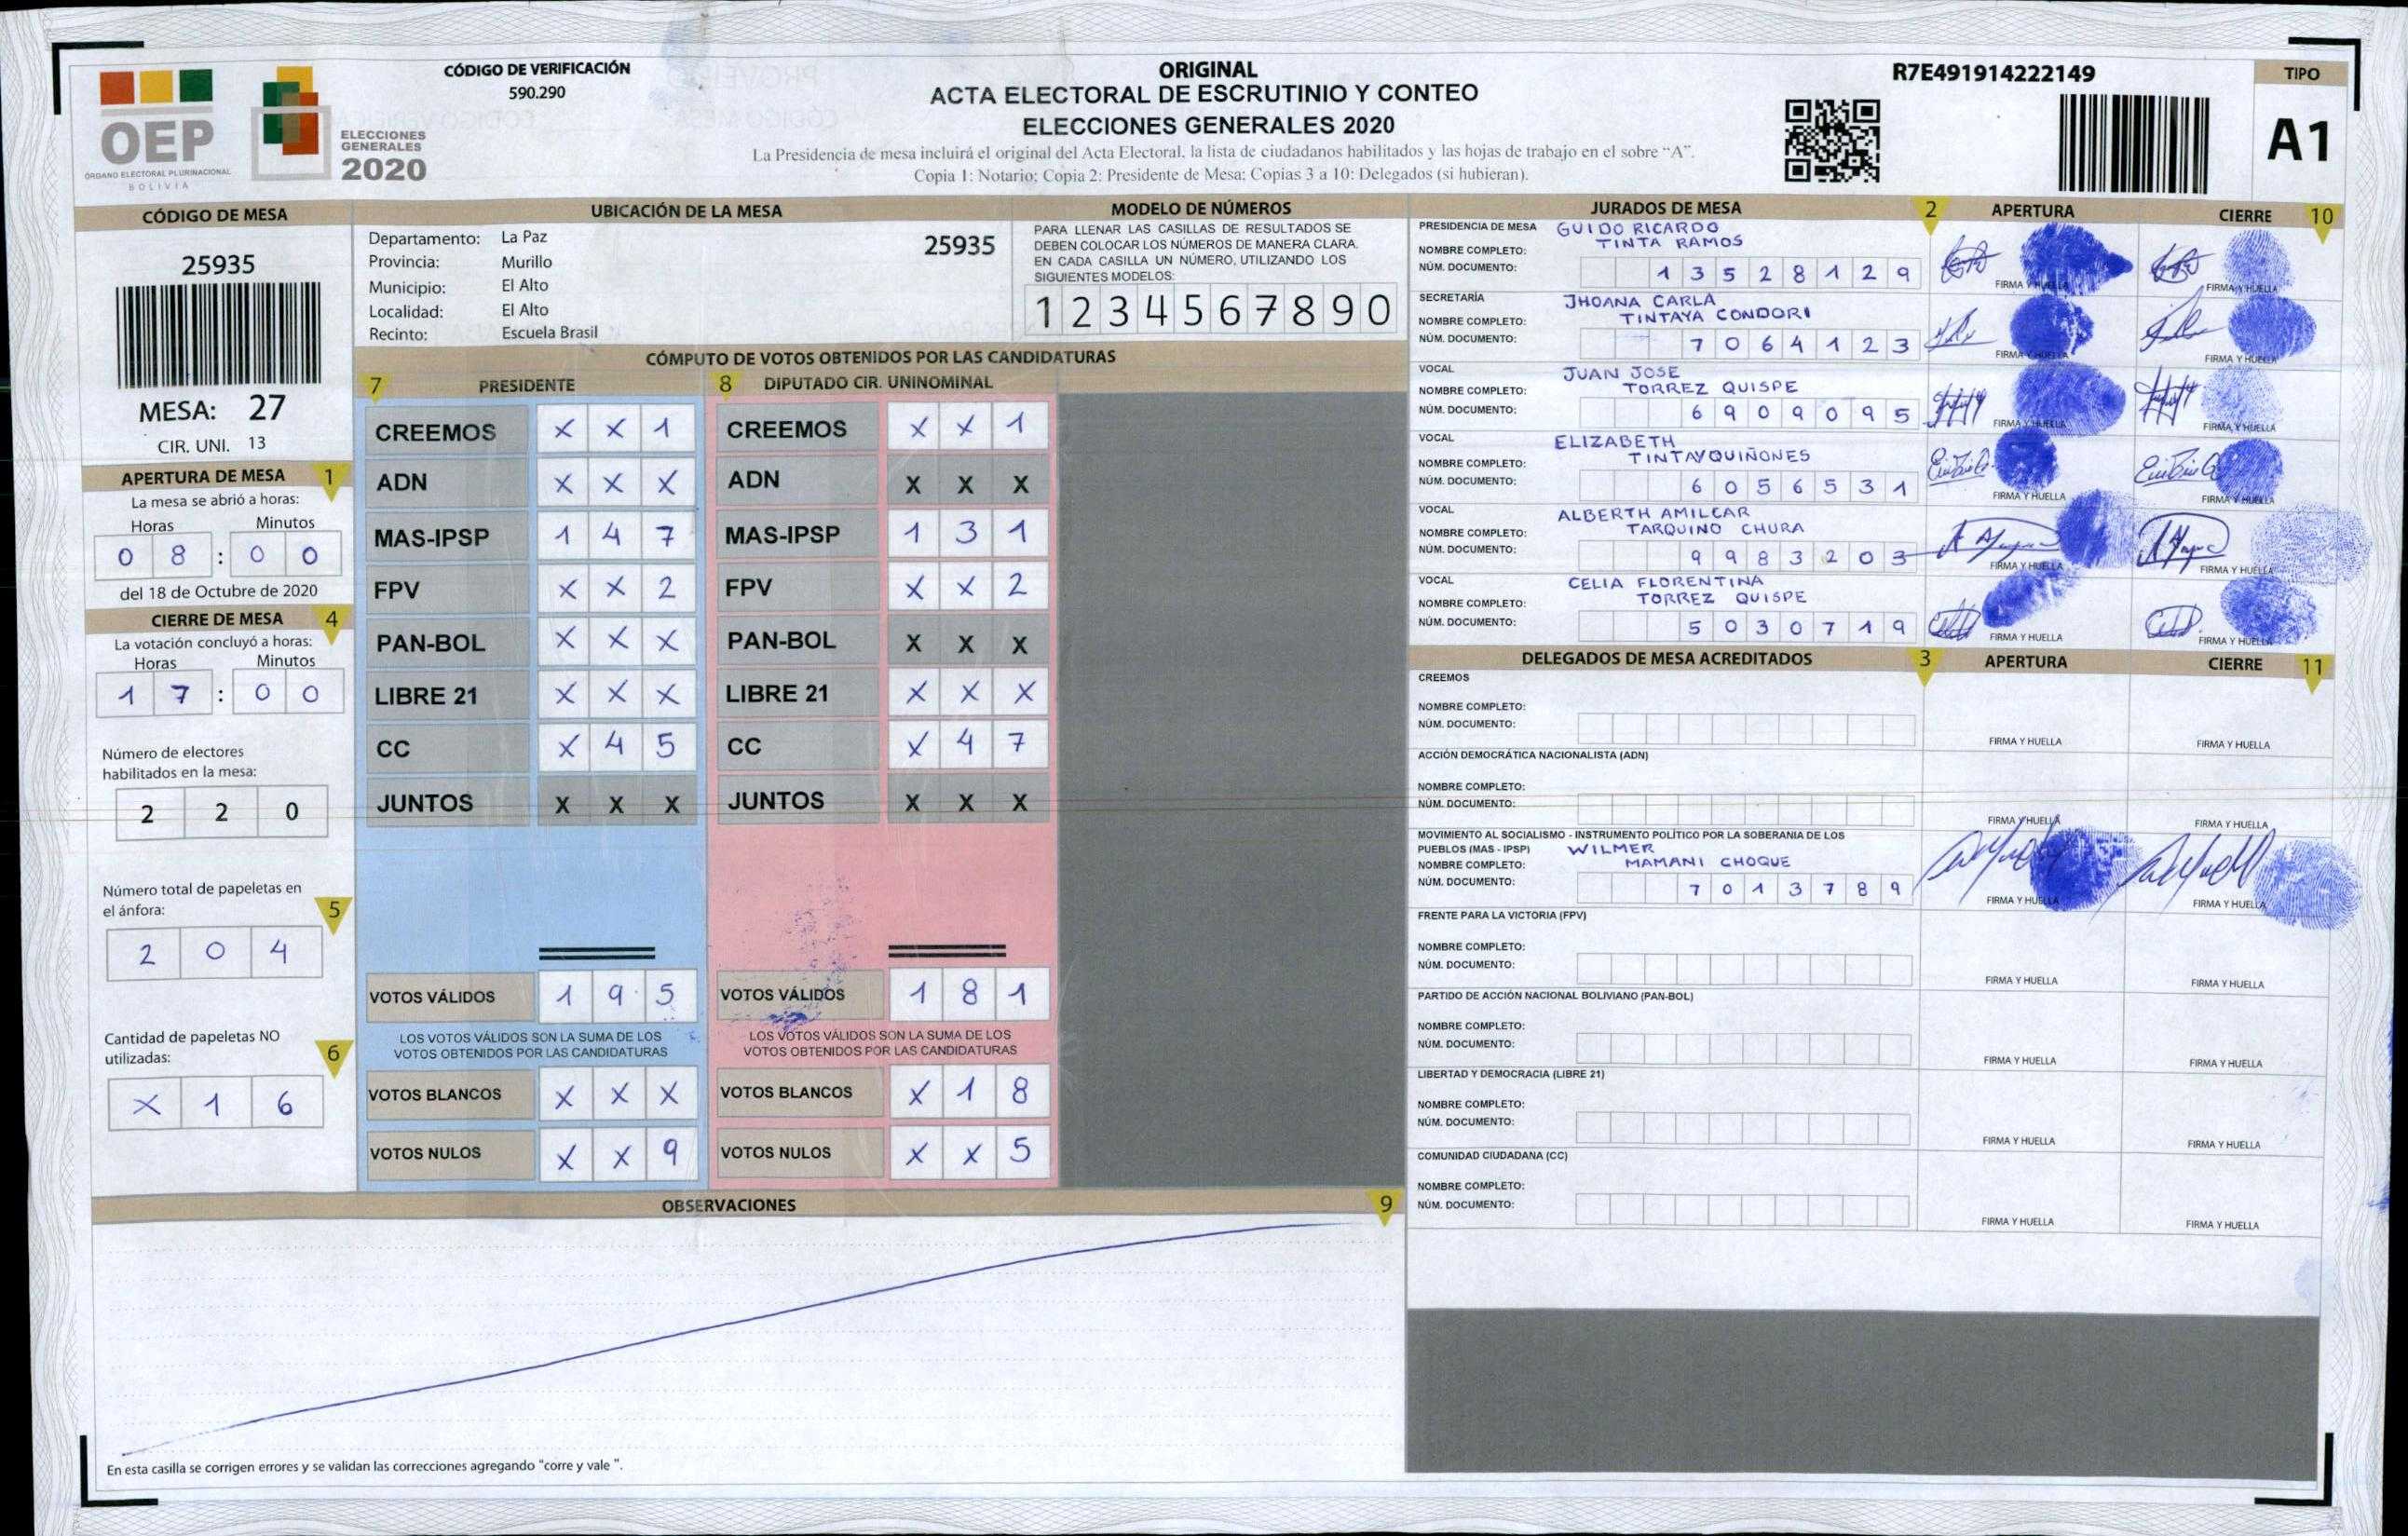 OEP
ÓRGANO ELECTORAL PLURINACIONAL
BOLIVIA
ELECCIONES
GENERALES
2020
CÓDIGO DE VERIFICACIÓN
590.290
ORIGINAL
ACTA ELECTORAL DE ESCRUTINIO Y CONTEO
ELECCIONES GENERALES 2020
La Presidencia de mesa incluirá el original del Acta Electoral, la lista de ciudadanos habilitados y las hojas de trabajo en el sobre “A”.
Copia 1: Notario; Copia 2: Presidente de Mesa; Copias 3 a 10: Delegados (si hubieran).
R7E491914222149
TIPO
A1
CÓDIGO DE MESA
25935
MESA: 27
CIR. UNI. 13
APERTURA DE MESA 1
La mesa se abrió a horas:
Horas Minutos
0 8 : 0 0
del 18 de Octubre de 2020
CIERRE DE MESA 4
La votación concluyó a horas:
Horas Minutos
1 7 : 0 0
Número de electores
habilitados en la mesa:
2 2 0
Número total de papeletas en
el ánfora: 5
2 0 4
Cantidad de papeletas NO
utilizadas: 6
X 1 6
UBICACIÓN DE LA MESA
Departamento: La Paz 25935
Provincia: Murillo
Municipio: El Alto
Localidad: El Alto
Recinto: Escuela Brasil
MODELO DE NÚMEROS
PARA LLENAR LAS CASILLAS DE RESULTADOS SE
DEBEN COLOCAR LOS NÚMEROS DE MANERA CLARA.
EN CADA CASILLA UN NÚMERO, UTILIZANDO LOS
SIGUIENTES MODELOS:
1 2 3 4 5 6 7 8 9 0
CÓMPUTO DE VOTOS OBTENIDOS POR LAS CANDIDATURAS
7 PRESIDENTE
CREEMOS X X 1
ADN X X X
MAS-IPSP 1 4 7
FPV X X 2
PAN-BOL X X X
LIBRE 21 X X X
CC X 4 5
JUNTOS X X X
VOTOS VÁLIDOS 1 9 5
LOS VOTOS VÁLIDOS SON LA SUMA DE LOS
VOTOS OBTENIDOS POR LAS CANDIDATURAS
VOTOS BLANCOS X X X
VOTOS NULOS X X 9
8 DIPUTADO CIR. UNINOMINAL
CREEMOS X X 1
ADN X X X
MAS-IPSP 1 3 1
FPV X X 2
PAN-BOL X X X
LIBRE 21 X X X
CC X 4 7
JUNTOS X X X
VOTOS VÁLIDOS 1 8 1
LOS VOTOS VÁLIDOS SON LA SUMA DE LOS
VOTOS OBTENIDOS POR LAS CANDIDATURAS
VOTOS BLANCOS X 1 8
VOTOS NULOS X X 5
OBSERVACIONES 9
En esta casilla se corrigen errores y se validan las correcciones agregando “corre y vale ”.
JURADOS DE MESA 2 APERTURA CIERRE 10
PRESIDENCIA DE MESA GUIDO RICARDO
NOMBRE COMPLETO: TINTA RAMOS
NÚM. DOCUMENTO: 1 3 5 2 8 1 2 9
FIRMA Y HUELLA FIRMA Y HUELLA
SECRETARÍA JHOANA CARLA
NOMBRE COMPLETO: TINTAYA CONDORI
NÚM. DOCUMENTO: 7 0 6 4 1 2 3
FIRMA Y HUELLA FIRMA Y HUELLA
VOCAL JUAN JOSE
NOMBRE COMPLETO: TORREZ QUISPE
NÚM. DOCUMENTO: 6 9 0 9 0 9 5
FIRMA Y HUELLA FIRMA Y HUELLA
VOCAL ELIZABETH
NOMBRE COMPLETO: TINTAYQUIÑONES
NÚM. DOCUMENTO: 6 0 5 6 5 3 1
FIRMA Y HUELLA FIRMA Y HUELLA
VOCAL ALBERTH AMILCAR
NOMBRE COMPLETO: TARQUINO CHURA
NÚM. DOCUMENTO: 9 9 8 3 2 0 3
FIRMA Y HUELLA FIRMA Y HUELLA
VOCAL CELIA FLORENTINA
NOMBRE COMPLETO: TORREZ QUISPE
NÚM. DOCUMENTO: 5 0 3 0 7 1 9
FIRMA Y HUELLA FIRMA Y HUELLA
DELEGADOS DE MESA ACREDITADOS 3 APERTURA CIERRE 11
CREEMOS
NOMBRE COMPLETO:
NÚM. DOCUMENTO:
FIRMA Y HUELLA FIRMA Y HUELLA
ACCIÓN DEMOCRÁTICA NACIONALISTA (ADN)
NOMBRE COMPLETO:
NÚM. DOCUMENTO:
FIRMA Y HUELLA FIRMA Y HUELLA
MOVIMIENTO AL SOCIALISMO - INSTRUMENTO POLÍTICO POR LA SOBERANIA DE LOS
PUEBLOS (MAS - IPSP) WILMER
NOMBRE COMPLETO: MAMANI CHOQUE
NÚM. DOCUMENTO: 7 0 1 3 7 8 9
FIRMA Y HUELLA FIRMA Y HUELLA
FRENTE PARA LA VICTORIA (FPV)
NOMBRE COMPLETO:
NÚM. DOCUMENTO:
FIRMA Y HUELLA FIRMA Y HUELLA
PARTIDO DE ACCIÓN NACIONAL BOLIVIANO (PAN-BOL)
NOMBRE COMPLETO:
NÚM. DOCUMENTO:
FIRMA Y HUELLA FIRMA Y HUELLA
LIBERTAD Y DEMOCRACIA (LIBRE 21)
NOMBRE COMPLETO:
NÚM. DOCUMENTO:
FIRMA Y HUELLA FIRMA Y HUELLA
COMUNIDAD CIUDADANA (CC)
NOMBRE COMPLETO:
NÚM. DOCUMENTO:
FIRMA Y HUELLA FIRMA Y HUELLA